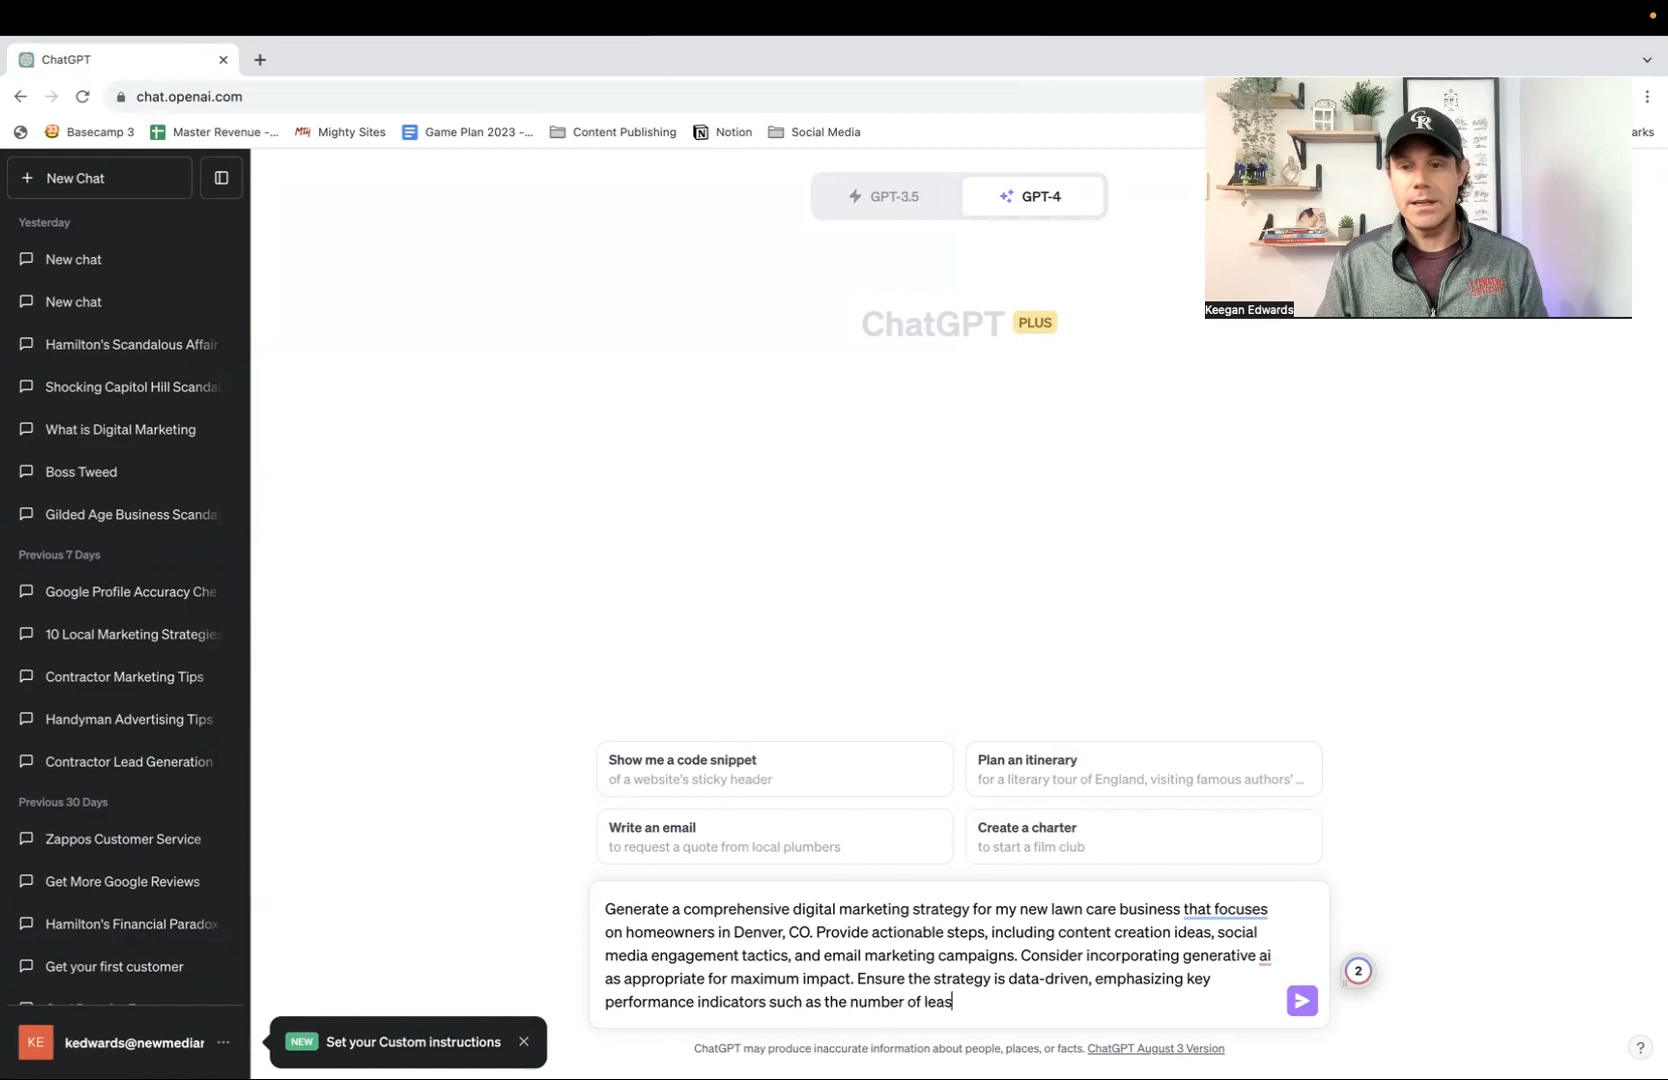 ChatGPT
chat.openai.com
Basecamp 3
Master Revenue -...
Mighty Sites
Game Plan 2023 -...
Content Publishing
Notion
Social Media
arks
New Chat
GPT-3.5
GPT-4
ChatGPT PLUS
CR
Keegan Edwards
Yesterday
New chat
New chat
Hamilton's Scandalous Affair
Shocking Capitol Hill Scanda
What is Digital Marketing
Boss Tweed
Gilded Age Business Scanda
Previous 7 Days
Google Profile Accuracy Che
10 Local Marketing Strategies
Contractor Marketing Tips
Handyman Advertising Tips
Contractor Lead Generation
Previous 30 Days
Zappos Customer Service
Get More Google Reviews
Hamilton's Financial Paradox
Get your first customer
KE
kedwards@newmediar
...
NEW Set your Custom instructions
Show me a code snippet
of a website's sticky header
Plan an itinerary
for a literary tour of England, visiting famous authors' ...
Write an email
to request a quote from local plumbers
Create a charter
to start a film club
Generate a comprehensive digital marketing strategy for my new lawn care business that focuses
on homeowners in Denver, CO. Provide actionable steps, including content creation ideas, social
media engagement tactics, and email marketing campaigns. Consider incorporating generative ai
as appropriate for maximum impact. Ensure the strategy is data-driven, emphasizing key
performance indicators such as the number of leas
2
ChatGPT may produce inaccurate information about people, places, or facts. ChatGPT August 3 Version
?